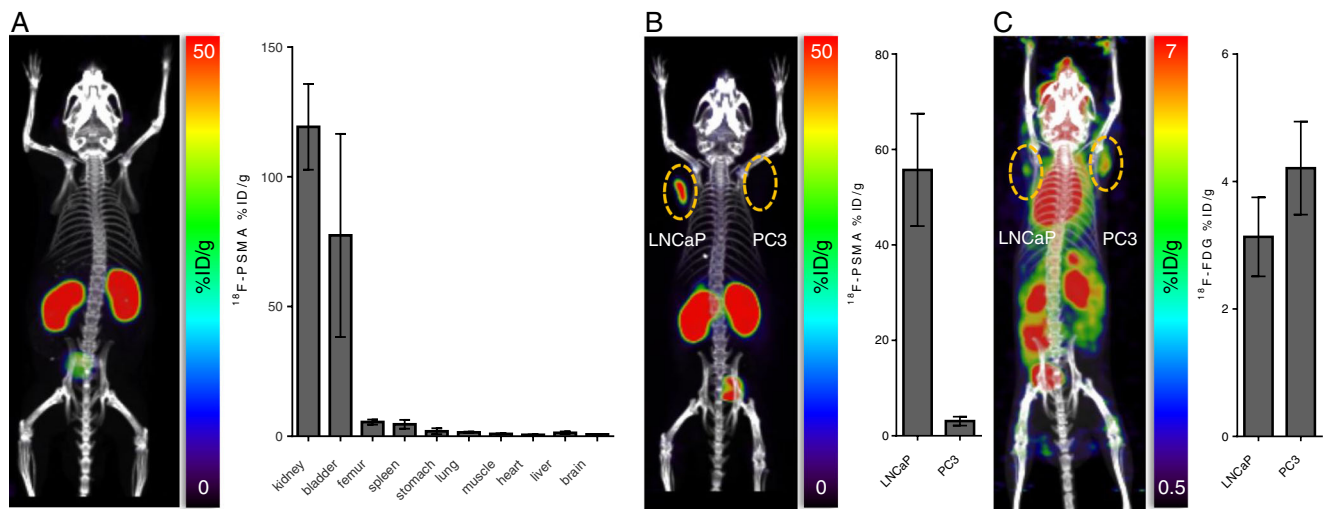 A
50
%ID/g
0
150
100
50
0
¹⁸F-PSMA %ID/g
kidney
bladder
femur
spleen
stomach
lung
muscle
heart
liver
brain
B
LNCaP
PC3
50
%ID/g
0
80
60
40
20
0
¹⁸F-PSMA %ID/g
LNCaP
PC3
C
LNCaP
PC3
7
%ID/g
0.5
6
4
2
0
¹⁸F-FDG %ID/g
LNCaP
PC3